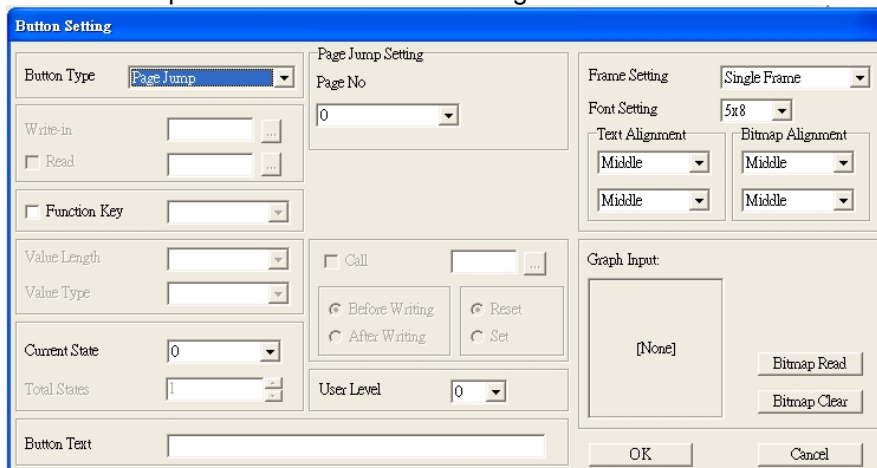 Button Setting
Button Type Page Jump
Write-in ...
Read ...
Function Key
Value Length
Value Type
Current State 0
Total States 1
Button Text
Page Jump Setting
Page No
0
Call ...
Before Writing Reset
After Writing Set
User Level 0
Frame Setting Single Frame
Font Setting 5x8
Text Alignment Bitmap Alignment
Middle Middle
Middle Middle
Graph Input:
[None]
Bitmap Read
Bitmap Clear
OK Cancel